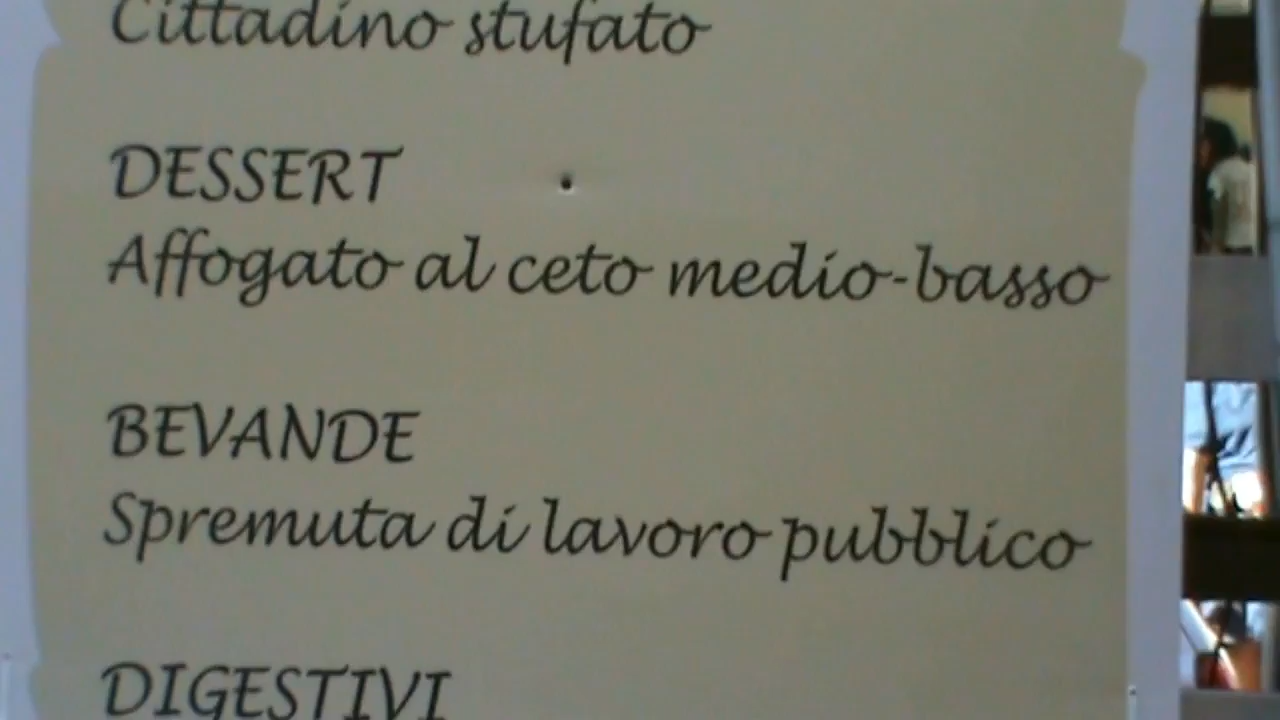 Cittadino stufato
DESSERT
Affogato al ceto medio-basso
BEVANDE
Spremuta di lavoro pubblico
DIGESTIVI